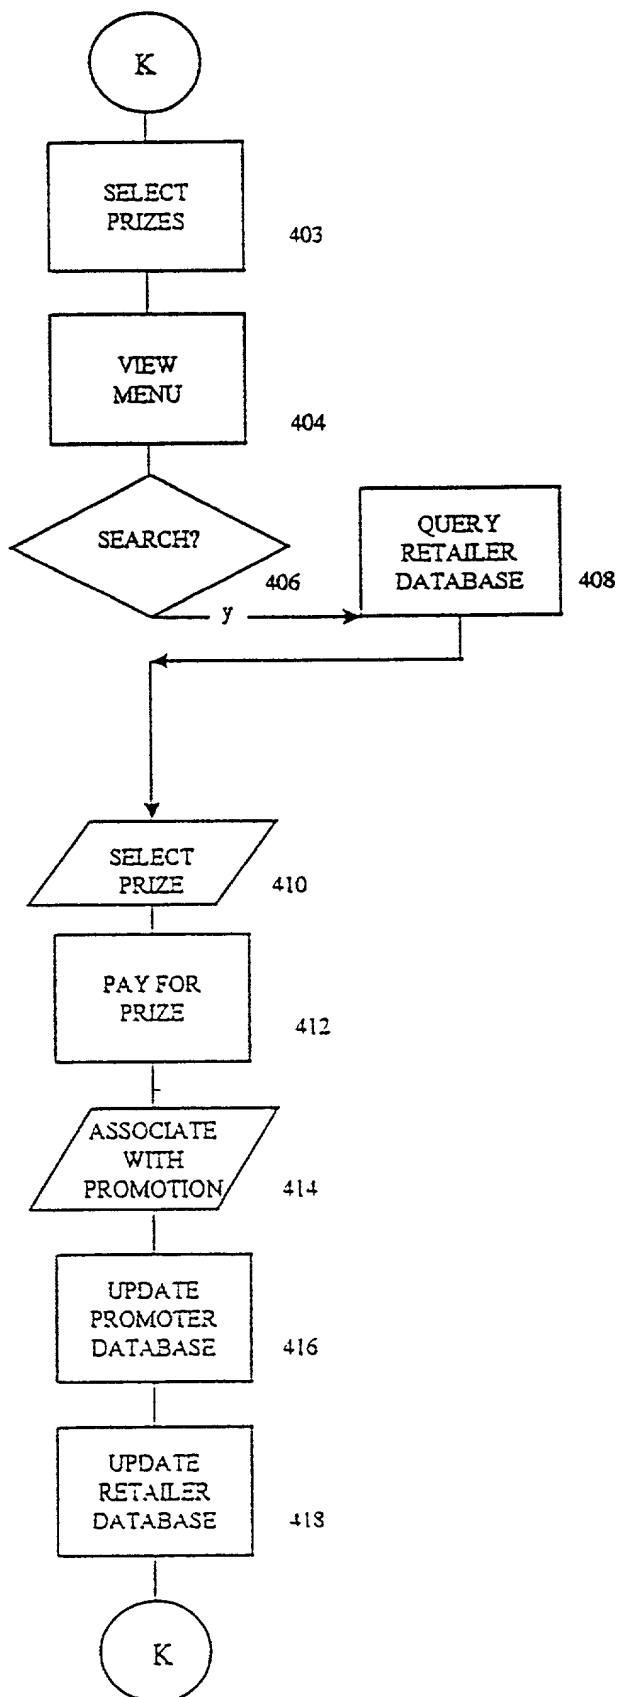 K
SELECT
PRIZES
403
VIEW
MENU
404
SEARCH?
406
y
QUERY
RETAILER
DATABASE
408
SELECT
PRIZE
410
PAY FOR
PRIZE
412
ASSOCIATE
WITH
PROMOTION
414
UPDATE
PROMOTER
DATABASE
416
UPDATE
RETAILER
DATABASE
418
K